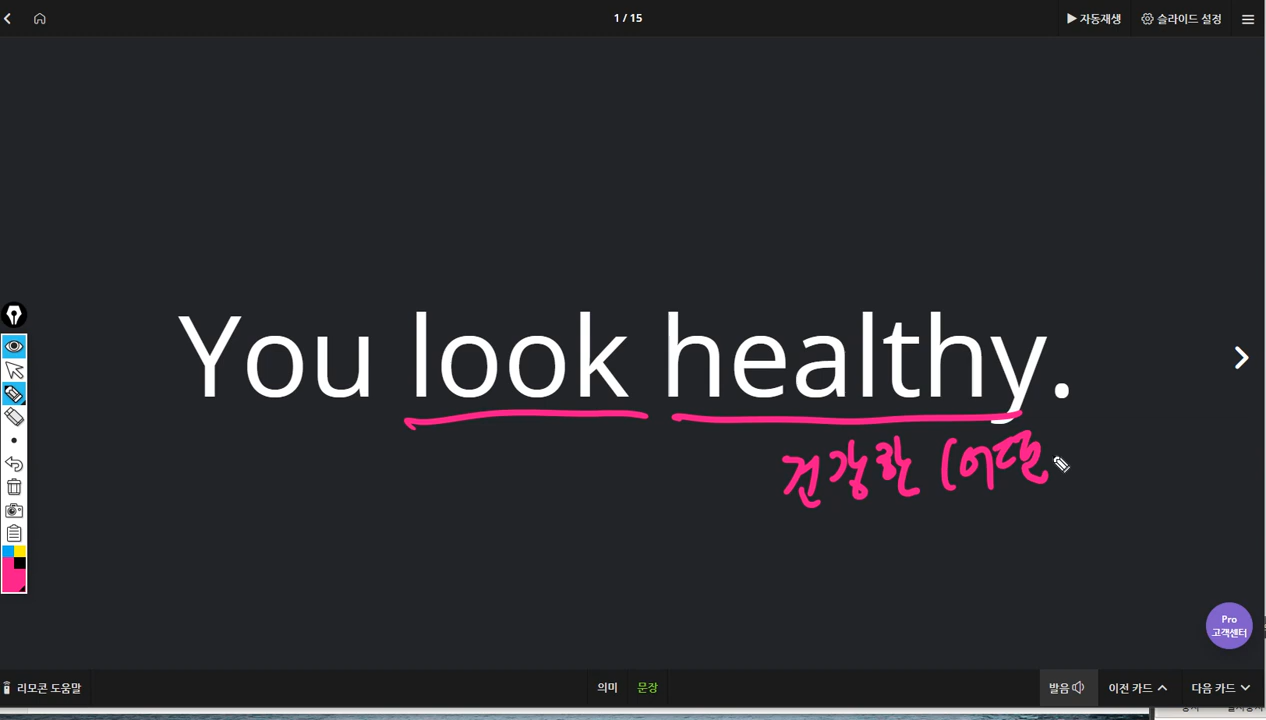 1 / 15
자동재생
슬라이드 설정
You look healthy.
건강한 (어떤
Pro
고객센터
리모콘 도움말
의미
문장
발음
이전 카드
다음 카드